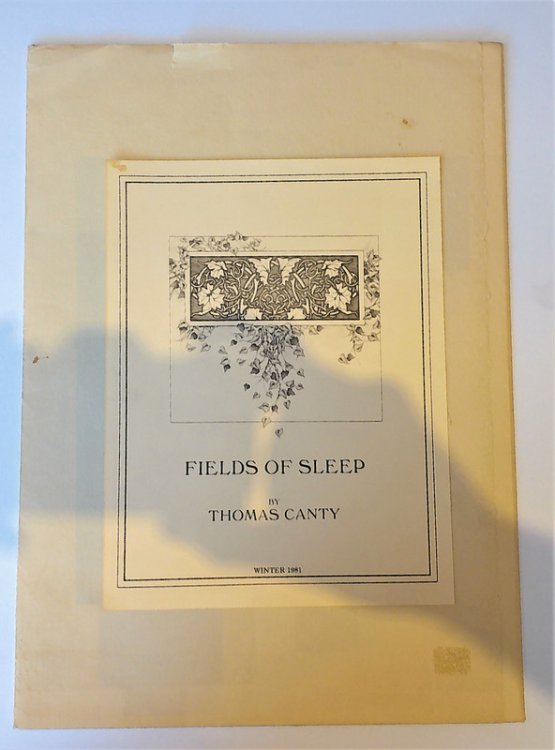 FIELDS OF SLEEP
BY
THOMAS CANTY
WINTER 1981